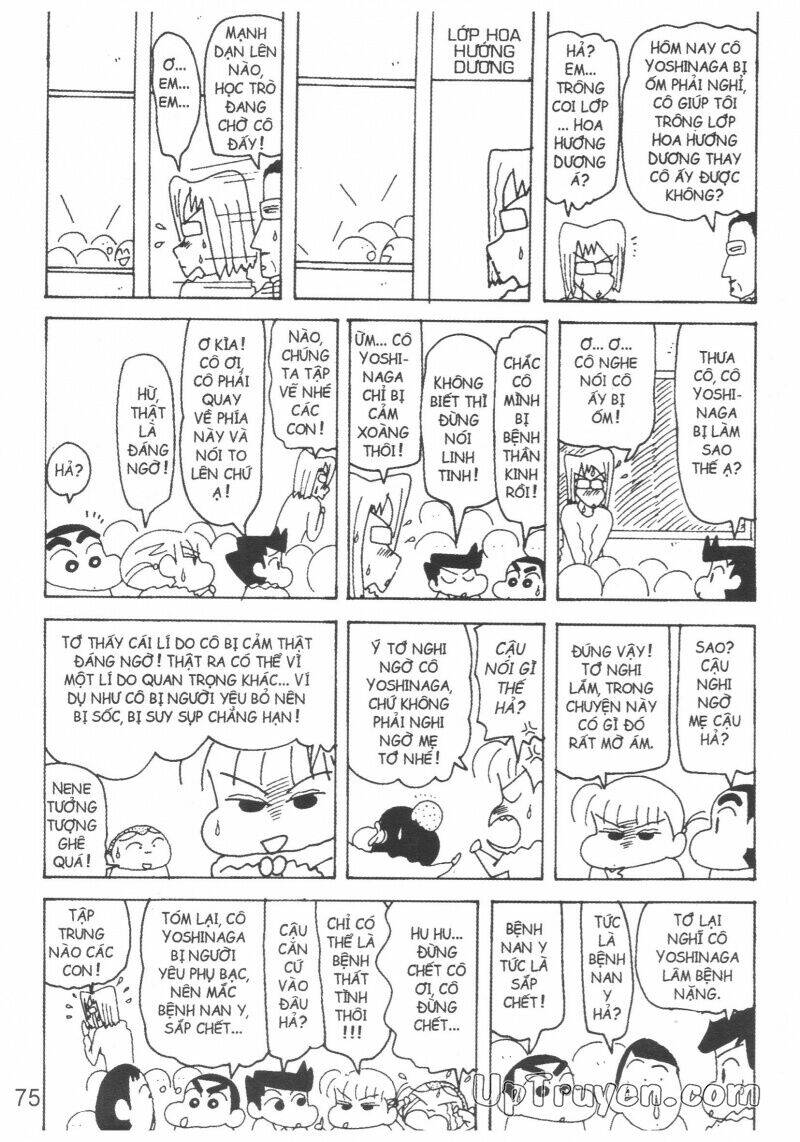 HÔM NAY CÔ
YOSHINAGA BỊ
ỐM PHẢI NGHỈ,
CÔ GIÚP TÔI
TRÔNG LỚP
HOA HƯỚNG
DƯƠNG THAY
CÔ ẤY ĐƯỢC
KHÔNG?
HẢ?
EM...
TRÔNG
COI LỚP
... HOA
HƯỚNG
DƯƠNG
Á?
LỚP HOA
HƯỚNG
DƯƠNG
MẠNH
DẠN LÊN
NÀO,
HỌC TRÒ
ĐANG
CHỜ CÔ
ĐẤY!
Ơ...
EM...
EM...
THƯA
CÔ, CÔ
YOSHI-
NAGA
BỊ LÀM
SAO
THẾ Ạ?
Ơ... Ơ...
CÔ NGHE
NÓI CÔ
ẤY BỊ
ỐM!
CHẮC
CÔ
MÌNH
BỊ
BỆNH
THẦN
KINH
RỒI!
KHÔNG
BIẾT THÌ
ĐỪNG
NÓI
LINH
TINH!
ỪM... CÔ
YOSHI-
NAGA
CHỈ BỊ
CẢM
XOÀNG
THÔI!
NÀO,
CHÚNG
TA TẬP
VẼ NHÉ
CÁC
CON!
Ơ KÌA!
CÔ ƠI,
CÔ PHẢI
QUAY
VỀ PHÍA
NÀY VÀ
NÓI TO
LÊN CHỨ
Ạ!
HỪ,
THẬT
LÀ
ĐÁNG
NGỜ!
HẢ?
SAO?
CẬU
NGHI
NGỜ
MẸ CẬU
HẢ?
ĐÚNG VẬY!
TỚ NGHI
LẮM, TRONG
CHUYỆN NÀY
CÓ GÌ ĐÓ
RẤT MỜ ÁM.
CẬU
NÓI GÌ
THẾ
HẢ?
Ý TỚ NGHI
NGỜ CÔ
YOSHINAGA,
CHỨ KHÔNG
PHẢI NGHI
NGỜ MẸ
TỚ NHÉ!
TỚ THẤY CÁI LÍ DO CÔ BỊ CẢM THẬT
ĐÁNG NGỜ! THẬT RA CÓ THỂ VÌ
MỘT LÍ DO QUAN TRỌNG KHÁC... VÍ
DỤ NHƯ CÔ BỊ NGƯỜI YÊU BỎ NÊN
BỊ SỐC, BỊ SUY SỤP CHẲNG HẠN!
NENE
TƯỞNG
TƯỢNG
GHÊ
QUÁ!
TỚ LẠI
NGHĨ CÔ
YOSHINAGA
LÂM BỆNH
NẶNG.
TỨC
LÀ
BỆNH
NAN
Y
HẢ?
BỆNH
NAN Y
TỨC LÀ
SẮP
CHẾT!
HU HU...
ĐỪNG
CHẾT CÔ
ƠI, CÔ
ĐỪNG
CHẾT...
CHỈ CÓ
THỂ LÀ
BỆNH
THẤT
TÌNH
THÔI
!!!
CẬU
CĂN
CỨ
VÀO
ĐÂU
HẢ?
TÓM LẠI, CÔ
YOSHINAGA
BỊ NGƯỜI
YÊU PHỤ BẠC,
NÊN MẮC
BỆNH NAN Y,
SẮP CHẾT...
TẬP
TRUNG
NÀO CÁC
CON!
75
UpTruyen.com